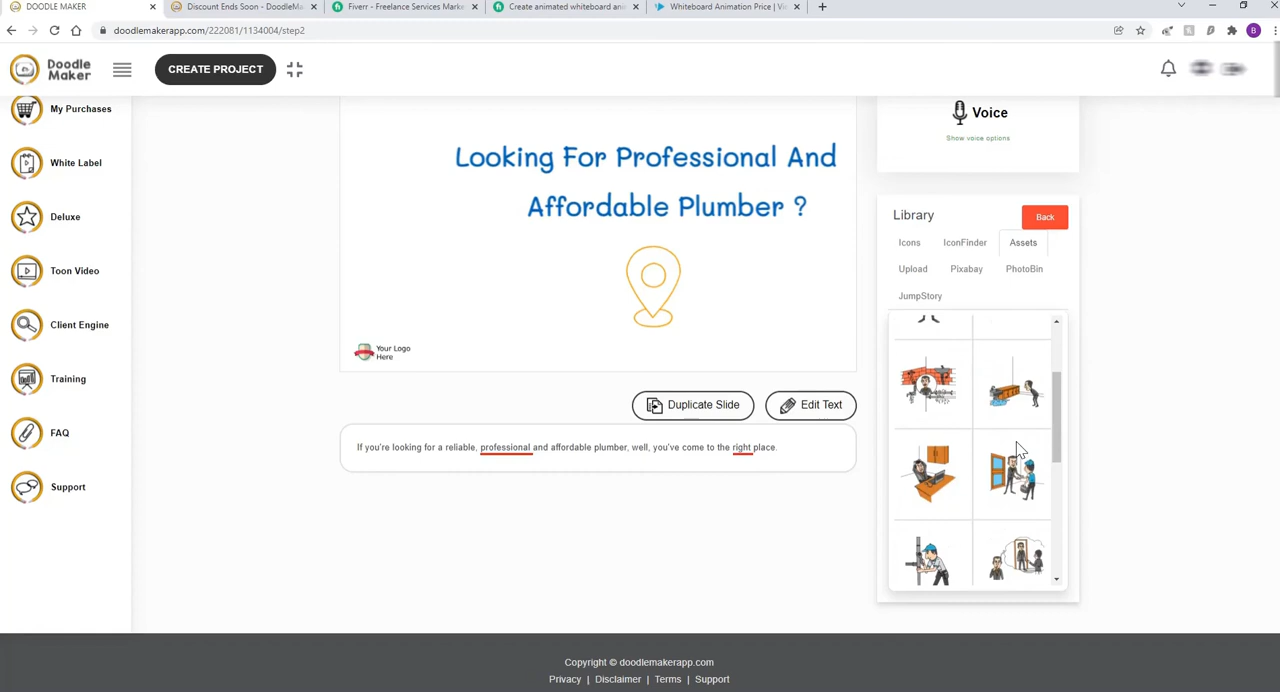 DOODLE MAKER
Discount Ends Soon - DoodleMa
Fiverr - Freelance Services Marke
Create animated whiteboard ani
Whiteboard Animation Price | Vi
doodlemakerapp.com/222081/1134004/step2
B
Doodle
Maker
CREATE PROJECT
My Purchases
White Label
Deluxe
Toon Video
Client Engine
Training
FAQ
Support
Looking For Professional And
Affordable Plumber ?
Your Logo
Here
Duplicate Slide
Edit Text
If you're looking for a reliable, professional and affordable plumber, well, you've come to the right place.
Voice
Show voice options
Library
Back
Icons
IconFinder
Assets
Upload
Pixabay
PhotoBin
JumpStory
Copyright © doodlemakerapp.com
Privacy | Disclaimer | Terms | Support